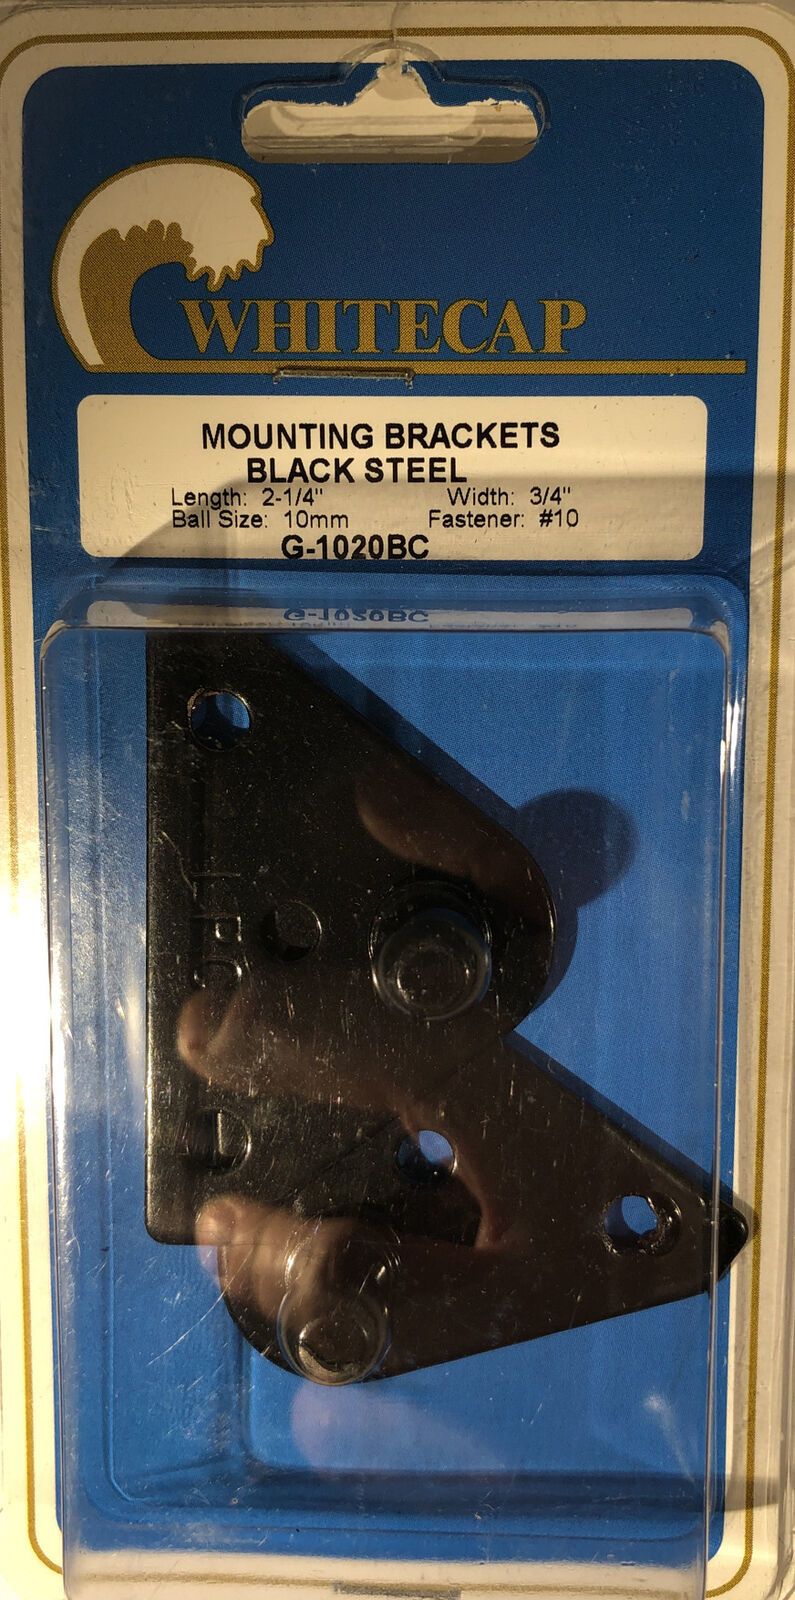 WHITECAP
MOUNTING BRACKETS
BLACK STEEL
Length: 2-1/4" Width: 3/4"
Ball Size: 10mm Fastener: #10
G-1020BC